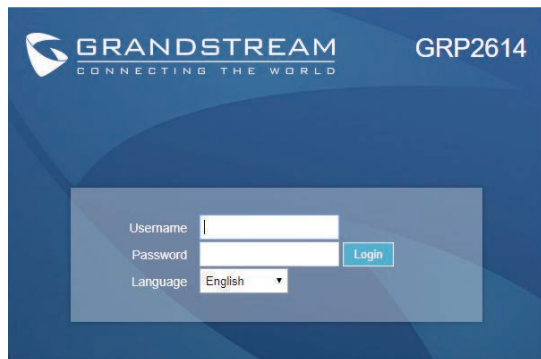 GRANDSTREAM
CONNECTING THE WORLD
GRP2614
Username
Password
Login
Language
English